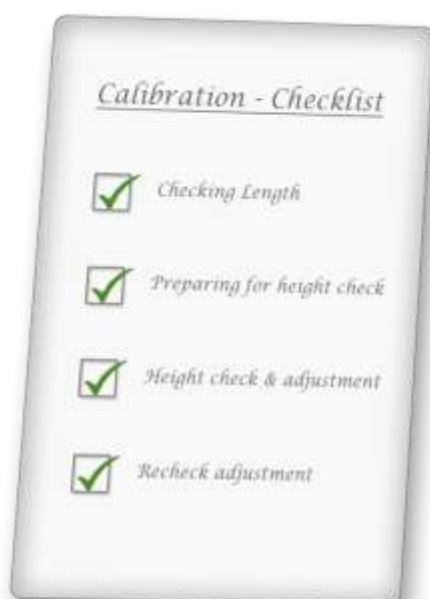 Calibration - Checklist
Checking Length
Preparing for height check
Height check & adjustment
Recheck adjustment